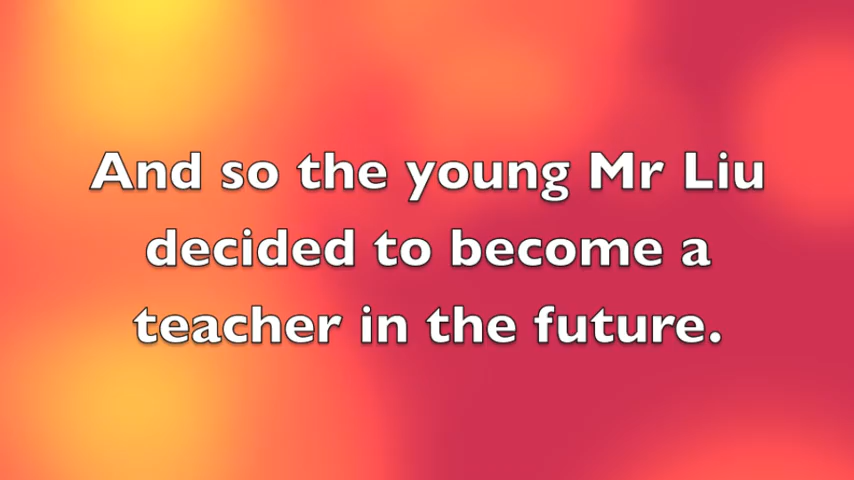 And so the young Mr Liu
decided to become a
teacher in the future.